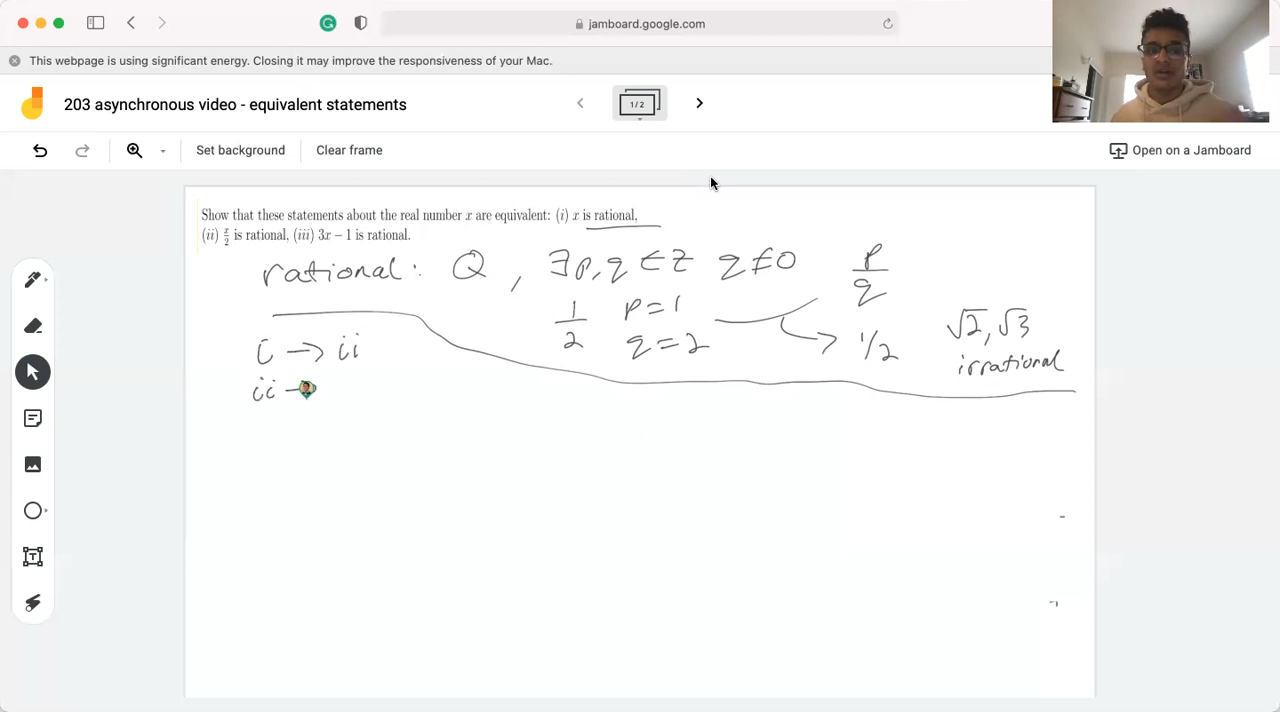 jamboard.google.com
This webpage is using significant energy. Closing it may improve the responsiveness of your Mac.
203 asynchronous video - equivalent statements
1/2
Set background
Clear frame
Open on a Jamboard
Show that these statements about the real number x are equivalent: (i) x is rational,
(ii) x/2 is rational, (iii) 3x − 1 is rational.
rational: Q, ∃p,q ∈ Z q≠0 p/q
1/2 p=1 q=2 → 1/2
√2, √3
irrational
i → ii
ii →